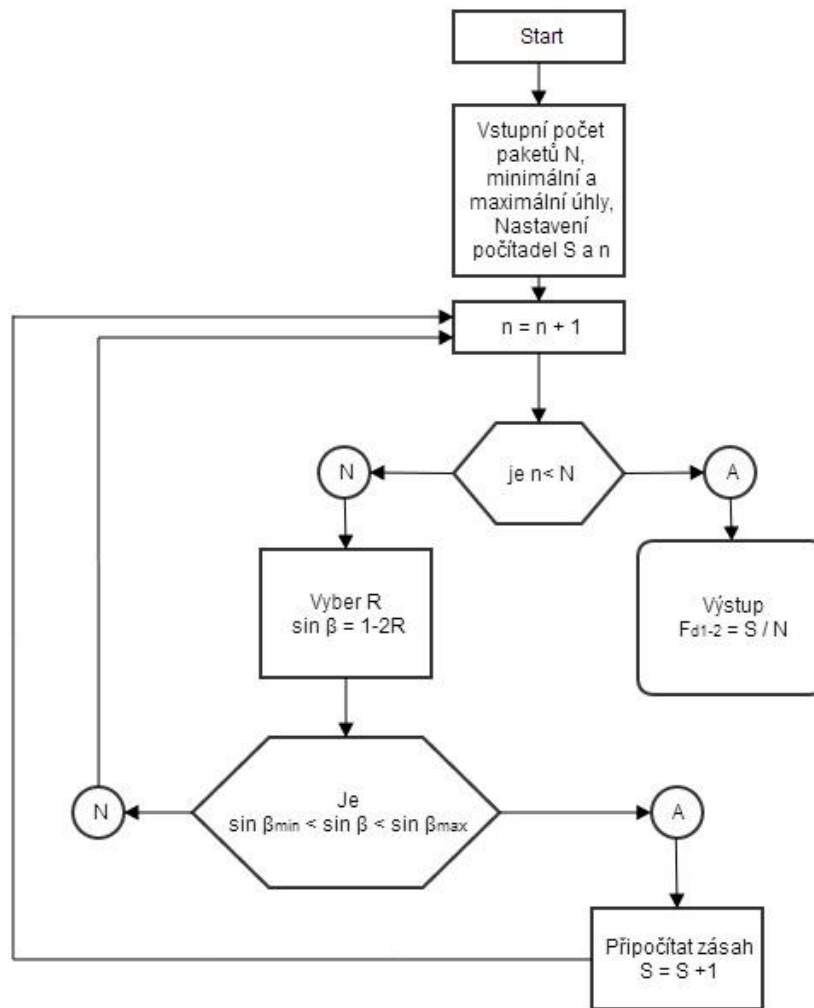 Start
Vstupní počet
paketů N,
minimální a
maximální úhly,
Nastavení
počítadel S a n
n = n + 1
je n< N
N
A
Vyber R
sin β = 1-2R
Výstup
Fd1-2 = S / N
Je
sin βmin < sin β < sin βmax
N
A
Připočítat zásah
S = S +1